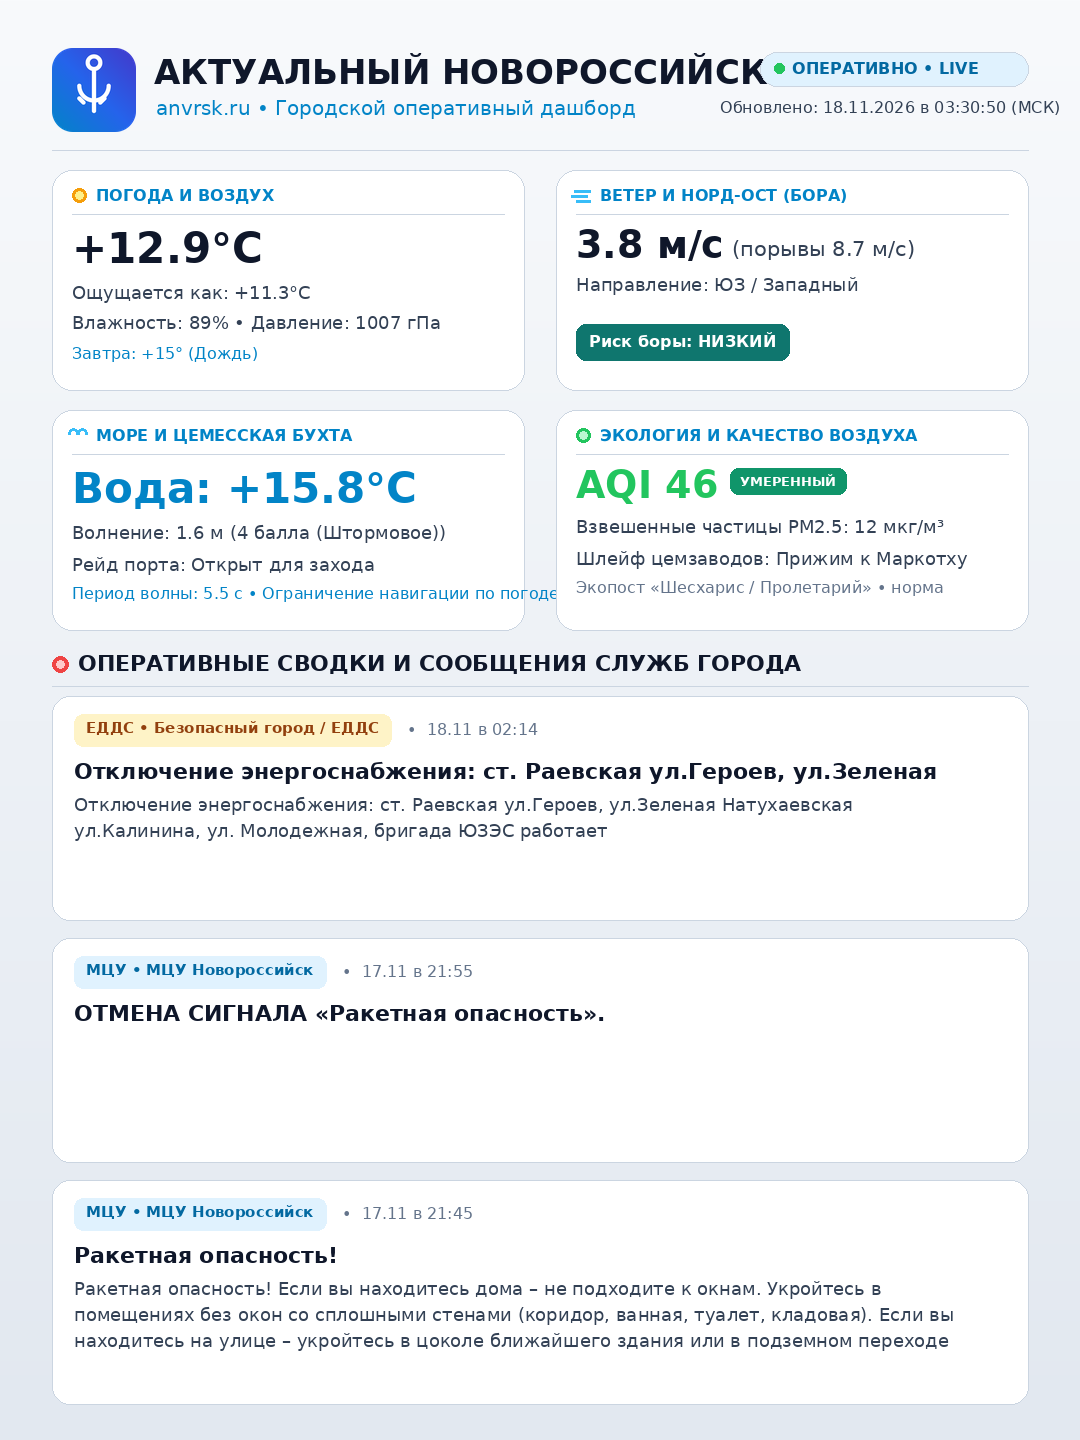 АКТУАЛЬНЫЙ НОВОРОССИЙСК
ОПЕРАТИВНО • LIVE
anvrsk.ru • Городской оперативный дашборд
Обновлено: 18.11.2026 в 03:30:50 (МСК)
ПОГОДА И ВОЗДУХ
+12.9°C
Ощущается как: +11.3°C
Влажность: 89% • Давление: 1007 гПа
Завтра: +15° (Дождь)
ВЕТЕР И НОРД-ОСТ (БОРА)
3.8 м/с (порывы 8.7 м/с)
Направление: ЮЗ / Западный
Риск боры: НИЗКИЙ
МОРЕ И ЦЕМЕССКАЯ БУХТА
Вода: +15.8°C
Волнение: 1.6 м (4 балла (Штормовое))
Рейд порта: Открыт для захода
Период волны: 5.5 с • Ограничение навигации по погоде
ЭКОЛОГИЯ И КАЧЕСТВО ВОЗДУХА
AQI 46 УМЕРЕННЫЙ
Взвешенные частицы PM2.5: 12 мкг/м³
Шлейф цемзаводов: Прижим к Маркотху
Экопост «Шесхарис / Пролетарий» • норма
ОПЕРАТИВНЫЕ СВОДКИ И СООБЩЕНИЯ СЛУЖБ ГОРОДА
ЕДДС • Безопасный город / ЕДДС • 18.11 в 02:14
Отключение энергоснабжения: ст. Раевская ул.Героев, ул.Зеленая
Отключение энергоснабжения: ст. Раевская ул.Героев, ул.Зеленая Натухаевская
ул.Калинина, ул. Молодежная, бригада ЮЗЭС работает
МЦУ • МЦУ Новороссийск • 17.11 в 21:55
ОТМЕНА СИГНАЛА «Ракетная опасность».
МЦУ • МЦУ Новороссийск • 17.11 в 21:45
Ракетная опасность!
Ракетная опасность! Если вы находитесь дома – не подходите к окнам. Укройтесь в
помещениях без окон со сплошными стенами (коридор, ванная, туалет, кладовая). Если вы
находитесь на улице – укройтесь в цоколе ближайшего здания или в подземном переходе